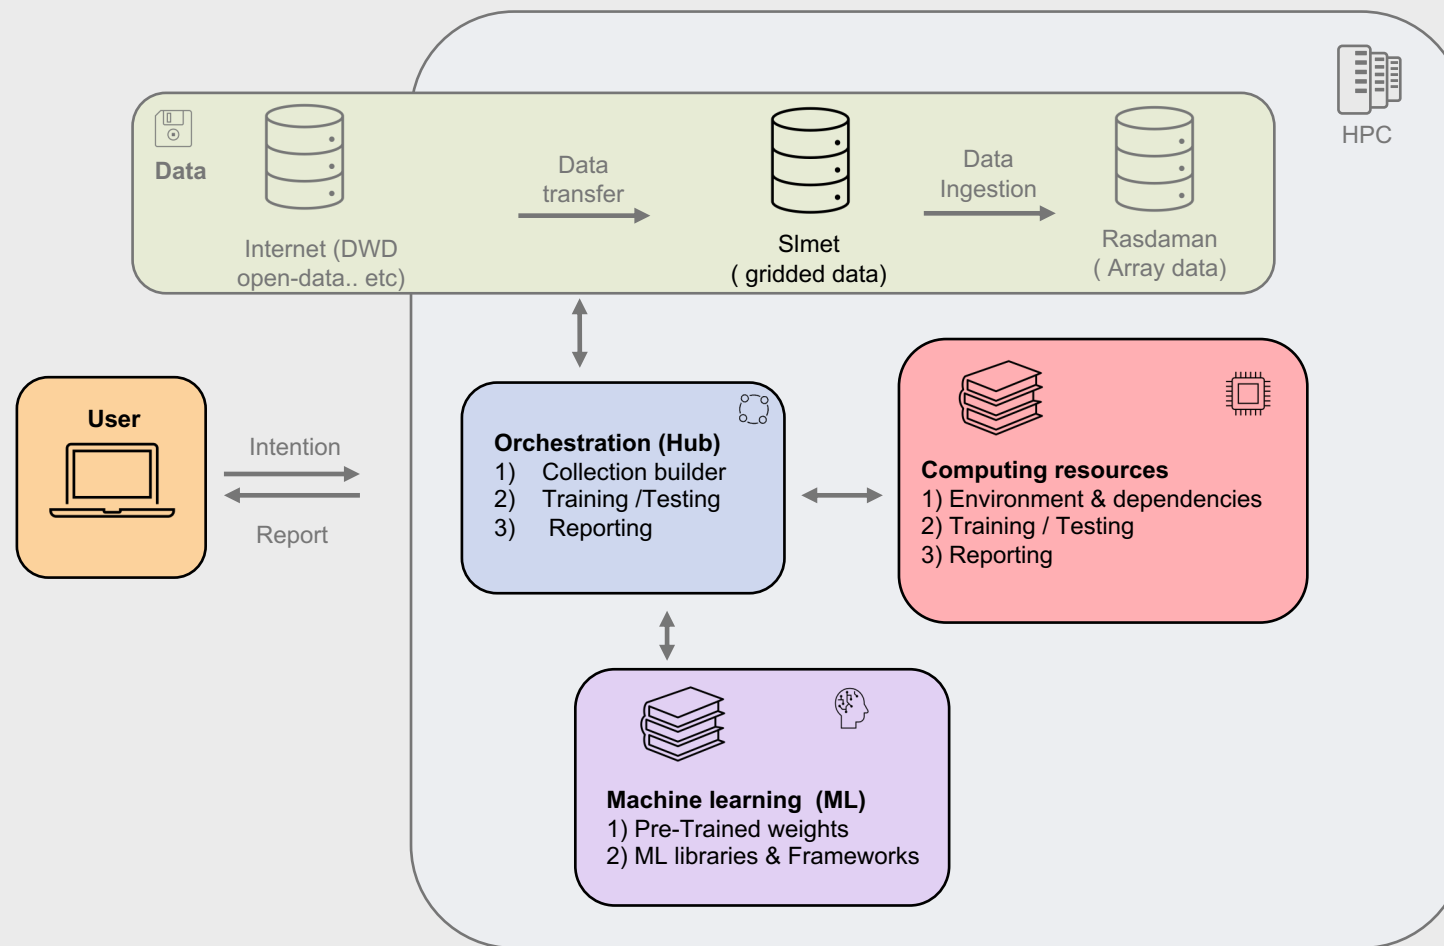 HPC
Data
Data
transfer
Data
Ingestion
Internet (DWD
open-data.. etc)
SImet
( gridded data)
Rasdaman
( Array data)
User
Intention
Report
Orchestration (Hub)
1) Collection builder
2) Training /Testing
3) Reporting
Computing resources
1) Environment & dependencies
2) Training / Testing
3) Reporting
Machine learning (ML)
1) Pre-Trained weights
2) ML libraries & Frameworks